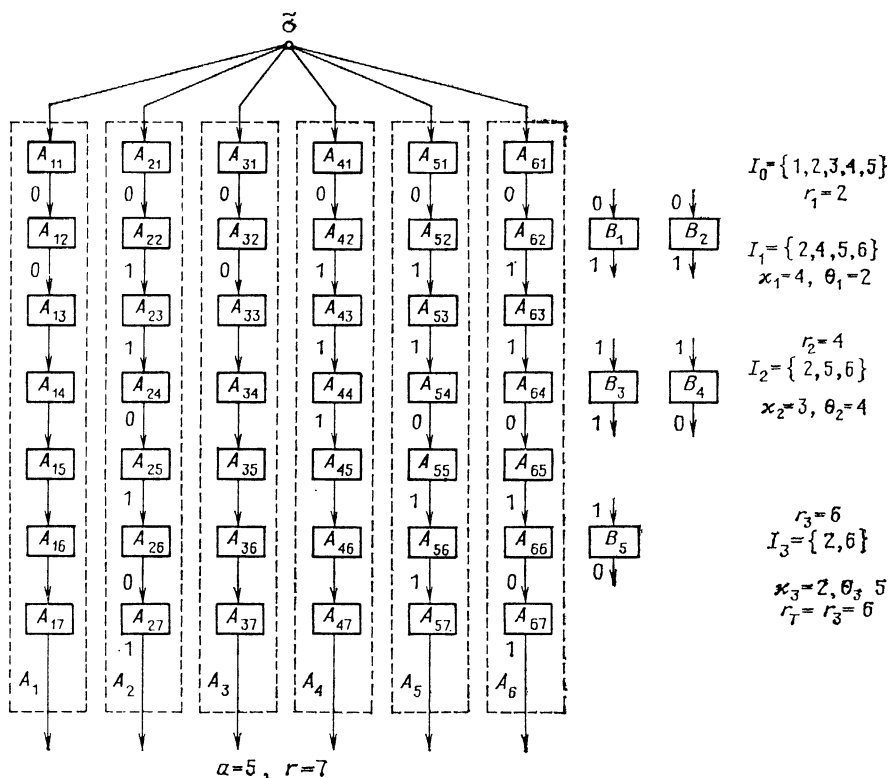 õ
A₁₁ A₂₁ A₃₁ A₄₁ A₅₁ A₆₁
I₀={1,2,3,4,5}
0 0 0 0 0 0 0 0
r₁=2
A₁₂ A₂₂ A₃₂ A₄₂ A₅₂ A₆₂ B₁ B₂
I₁={2,4,5,6}
0 1 0 1 1 1 1 1
ϰ₁=4, θ₁=2
A₁₃ A₂₃ A₃₃ A₄₃ A₅₃ A₆₃
1 1 1 1 1 1
r₂=4
I₂={2,5,6}
A₁₄ A₂₄ A₃₄ A₄₄ A₅₄ A₆₄ B₃ B₄
ϰ₂=3, θ₂=4
0 1 0 0 1 0
A₁₅ A₂₅ A₃₅ A₄₅ A₅₅ A₆₅
1 1 1 1
r₃=6
A₁₆ A₂₆ A₃₆ A₄₆ A₅₆ A₆₆ B₅
I₃={2,6}
0 1 0 0
ϰ₃=2, θ₃ 5
A₁₇ A₂₇ A₃₇ A₄₇ A₅₇ A₆₇
r_T=r₃=6
1 1
A₁ A₂ A₃ A₄ A₅ A₆
a=5, r=7